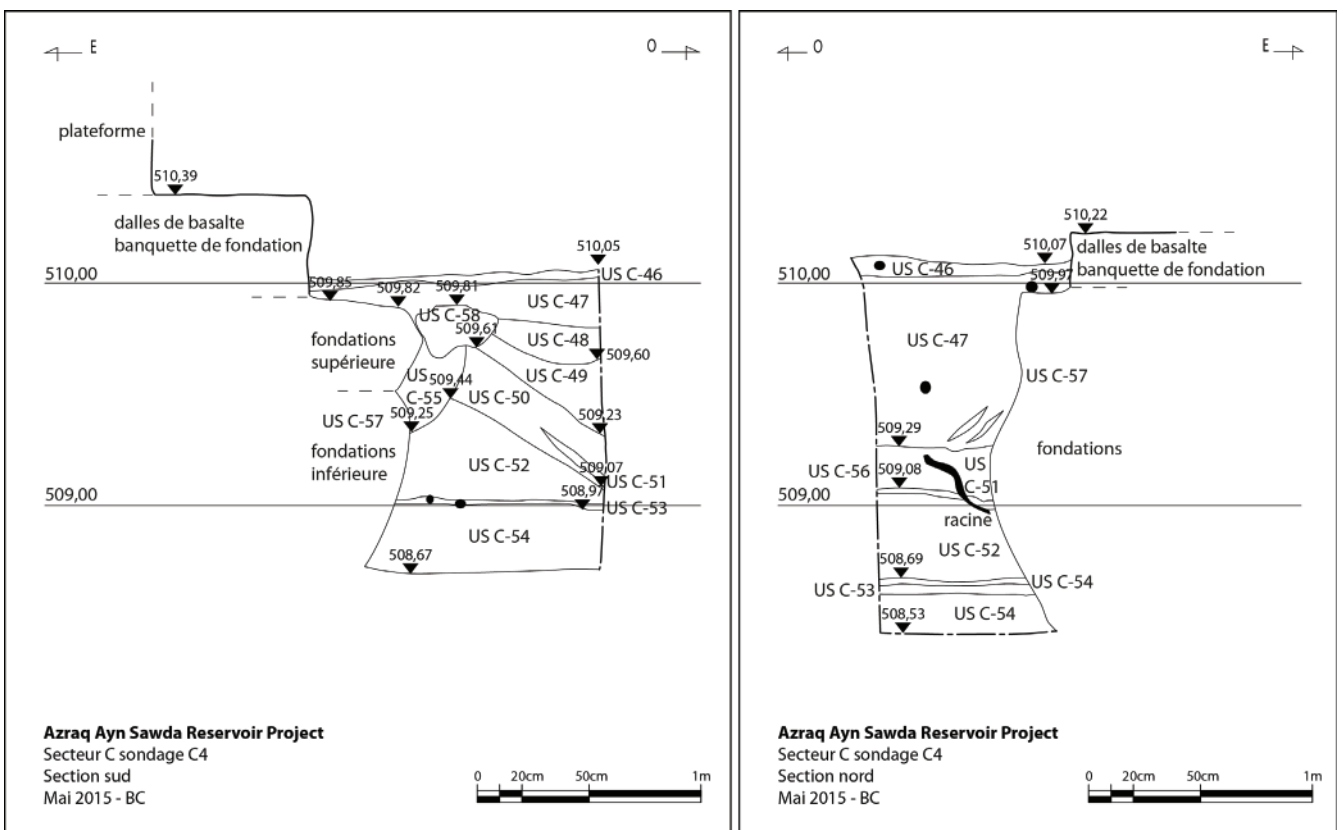 E
O
plateforme
510,39
dalles de basalte
banquette de fondation
510,05
510,00
US C-46
509,85
509,82
509,81
US C-47
US C-58
509,61
fondations
supérieure
US C-48
509,60
US
C-55
509,44
US C-49
US C-50
US C-57
509,25
509,23
fondations
inférieure
US C-52
509,07
US C-51
509,00
508,97
US C-53
US C-54
508,67
Azraq Ayn Sawda Reservoir Project
Secteur C sondage C4
Section sud
Mai 2015 - BC
0 20cm 50cm 1m
O
E
510,22
510,07
dalles de basalte
banquette de fondation
510,00
US C-46
509,97
US C-47
US C-57
509,29
fondations
US C-56
509,08
US
C-51
509,00
racine
US C-52
508,69
US C-53
US C-54
US C-54
508,53
Azraq Ayn Sawda Reservoir Project
Secteur C sondage C4
Section nord
Mai 2015 - BC
0 20cm 50cm 1m